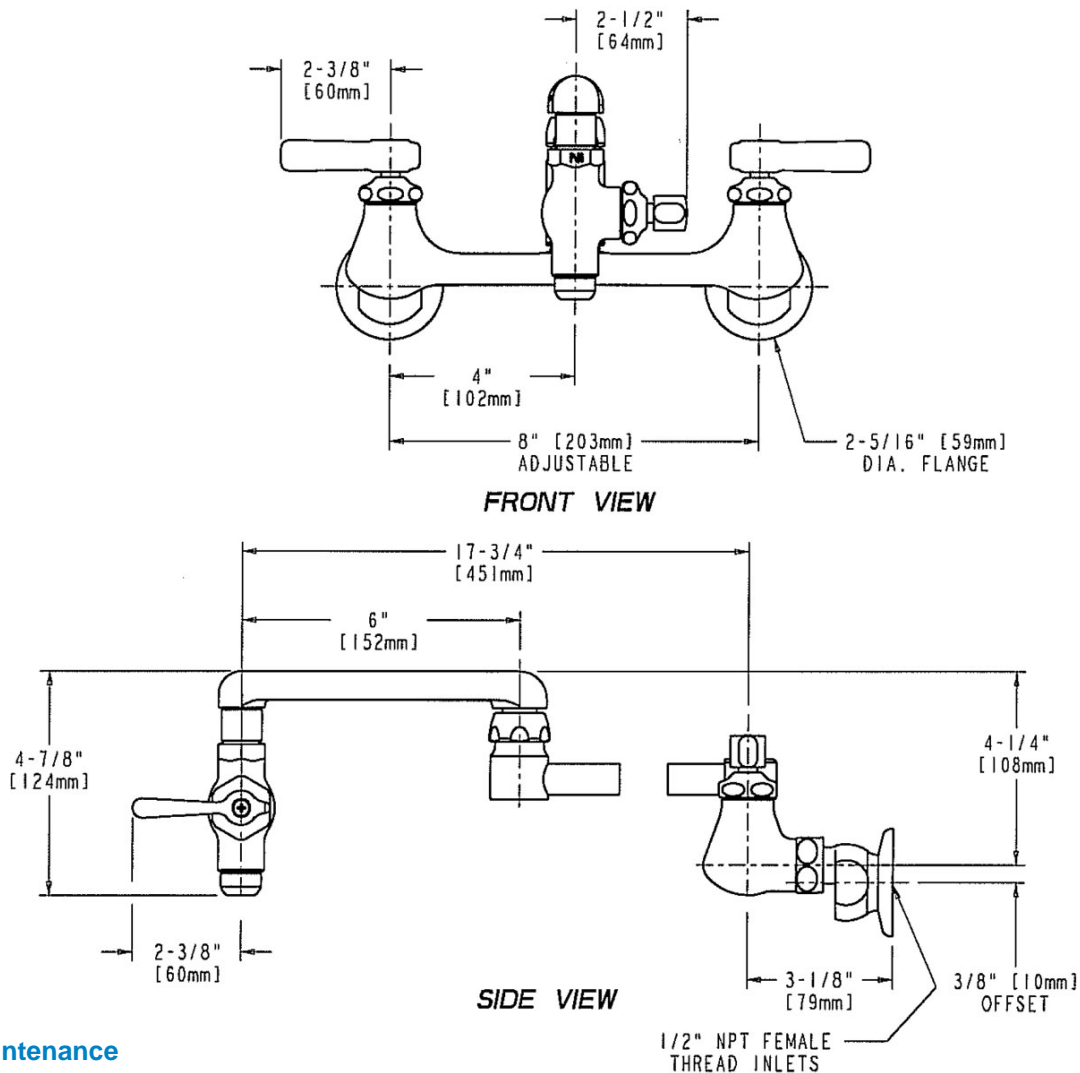 2-1/2"
[64mm]
2-3/8"
[60mm]
4"
[102mm]
8" [203mm]
ADJUSTABLE
2-5/16" [59mm]
DIA. FLANGE
FRONT VIEW
17-3/4"
[451mm]
6"
[152mm]
4-7/8"
[124mm]
4-1/4"
[108mm]
2-3/8"
[60mm]
3-1/8"
[79mm]
3/8" [10mm]
OFFSET
SIDE VIEW
1/2" NPT FEMALE
THREAD INLETS
ntenance